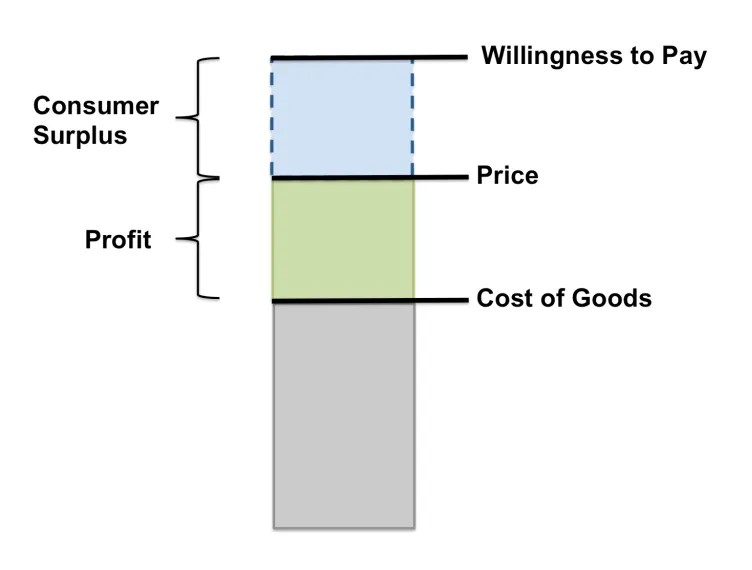 Willingness to Pay
Consumer
Surplus
Price
Profit
Cost of Goods